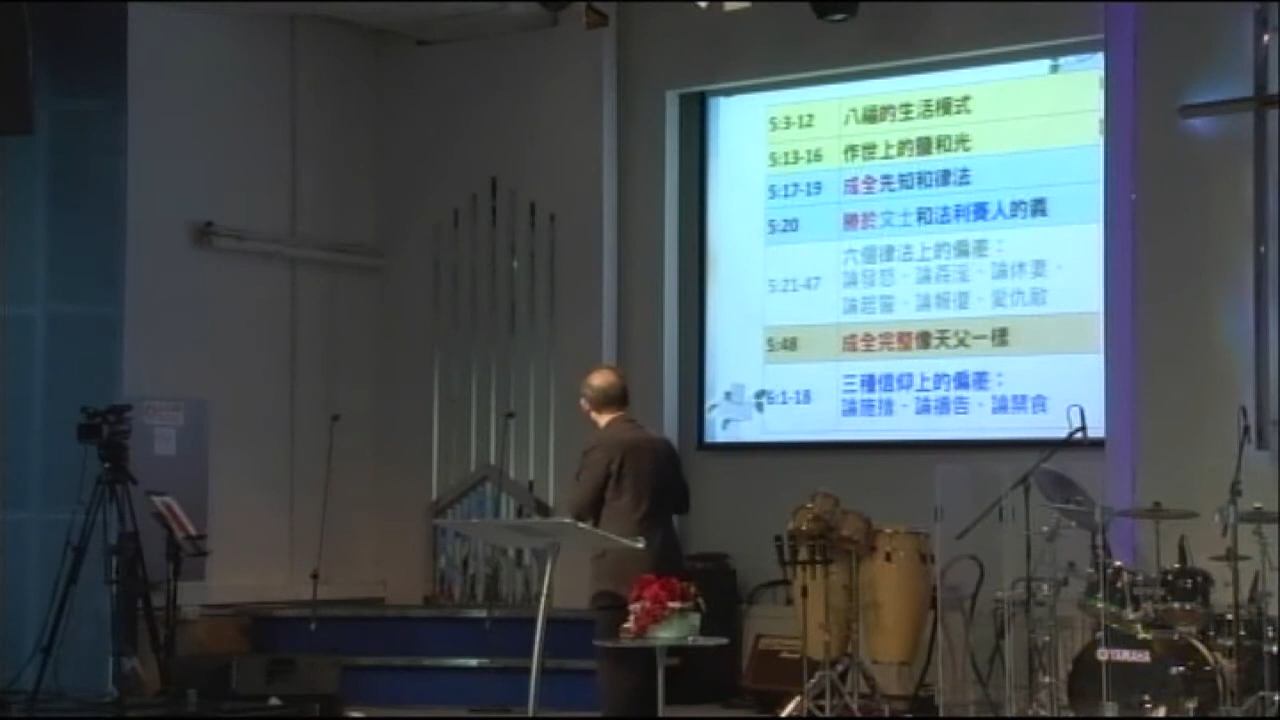 5:3-12 八福的生活模式
5:13-16 作世上的鹽和光
5:17-19 成全先知和律法
5:20 勝於文士和法利賽人的義
5:21-47 六個律法上的偏差：
論發怒、論姦淫、論休妻、
論起誓、論報復、愛仇敵
5:48 成全完整像天父一樣
6:1-18 三種信仰上的偏差：
論施捨、論禱告、論禁食
YAMAHA